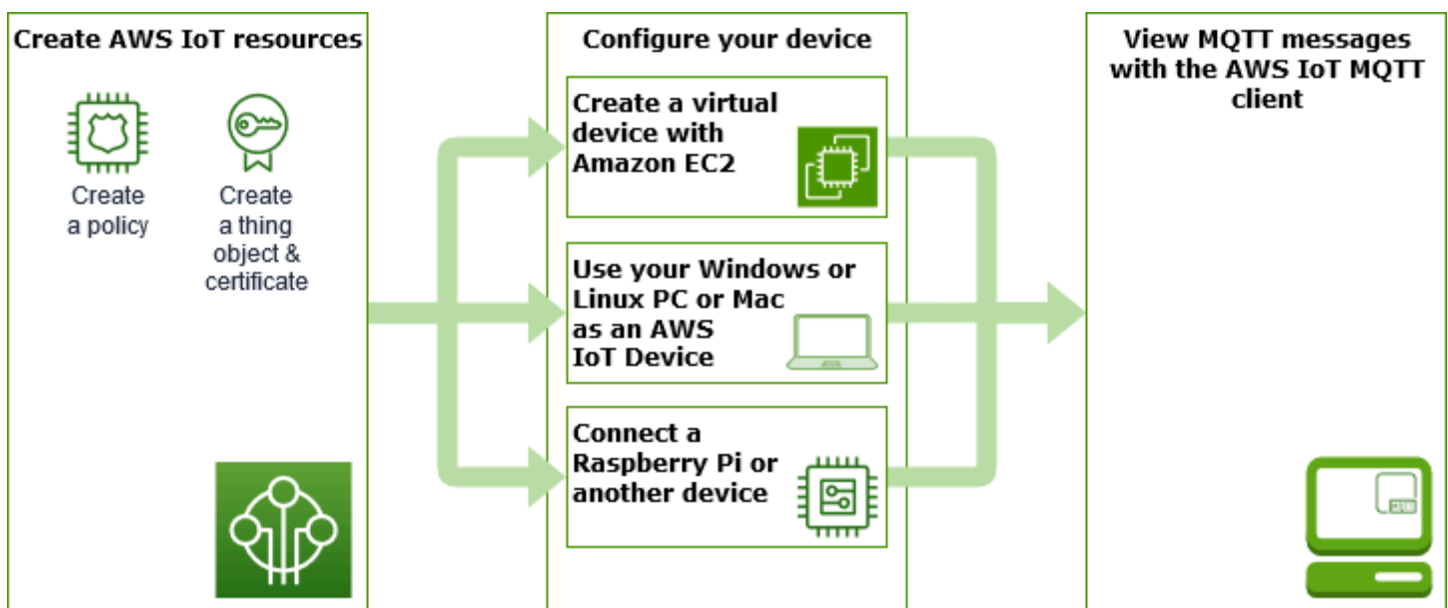 Create AWS IoT resources
Create
a policy
Create
a thing
object &
certificate
Configure your device
Create a virtual
device with
Amazon EC2
Use your Windows or
Linux PC or Mac
as an AWS
IoT Device
Connect a
Raspberry Pi or
another device
View MQTT messages
with the AWS IoT MQTT
client
MQTT